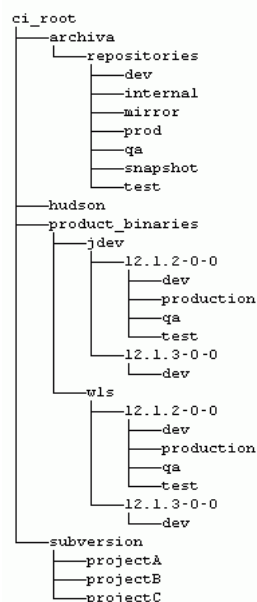 ci_root
archiva
repositories
dev
internal
mirror
prod
qa
snapshot
test
hudson
product_binaries
jdev
12.1.2-0-0
dev
production
qa
test
12.1.3-0-0
dev
wls
12.1.2-0-0
dev
production
qa
test
12.1.3-0-0
dev
subversion
projectA
projectB
projectC